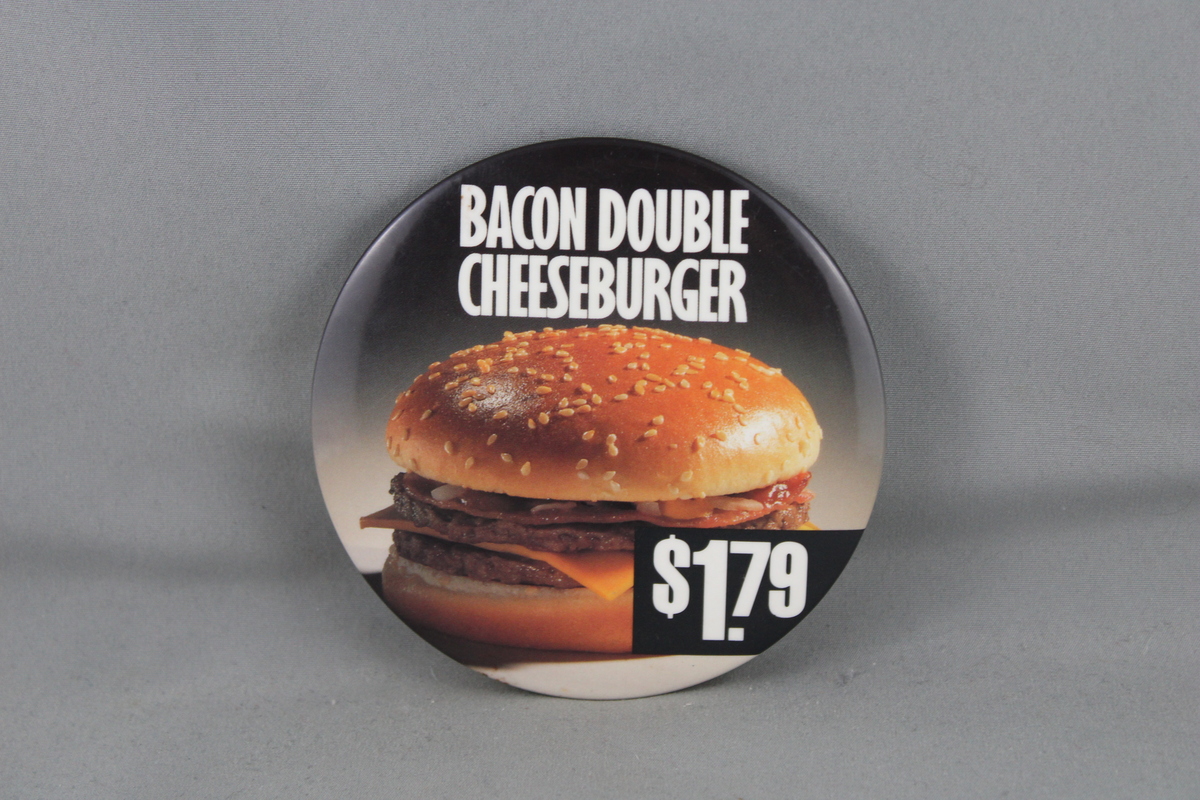 BACON DOUBLE
CHEESEBURGER
$1.79